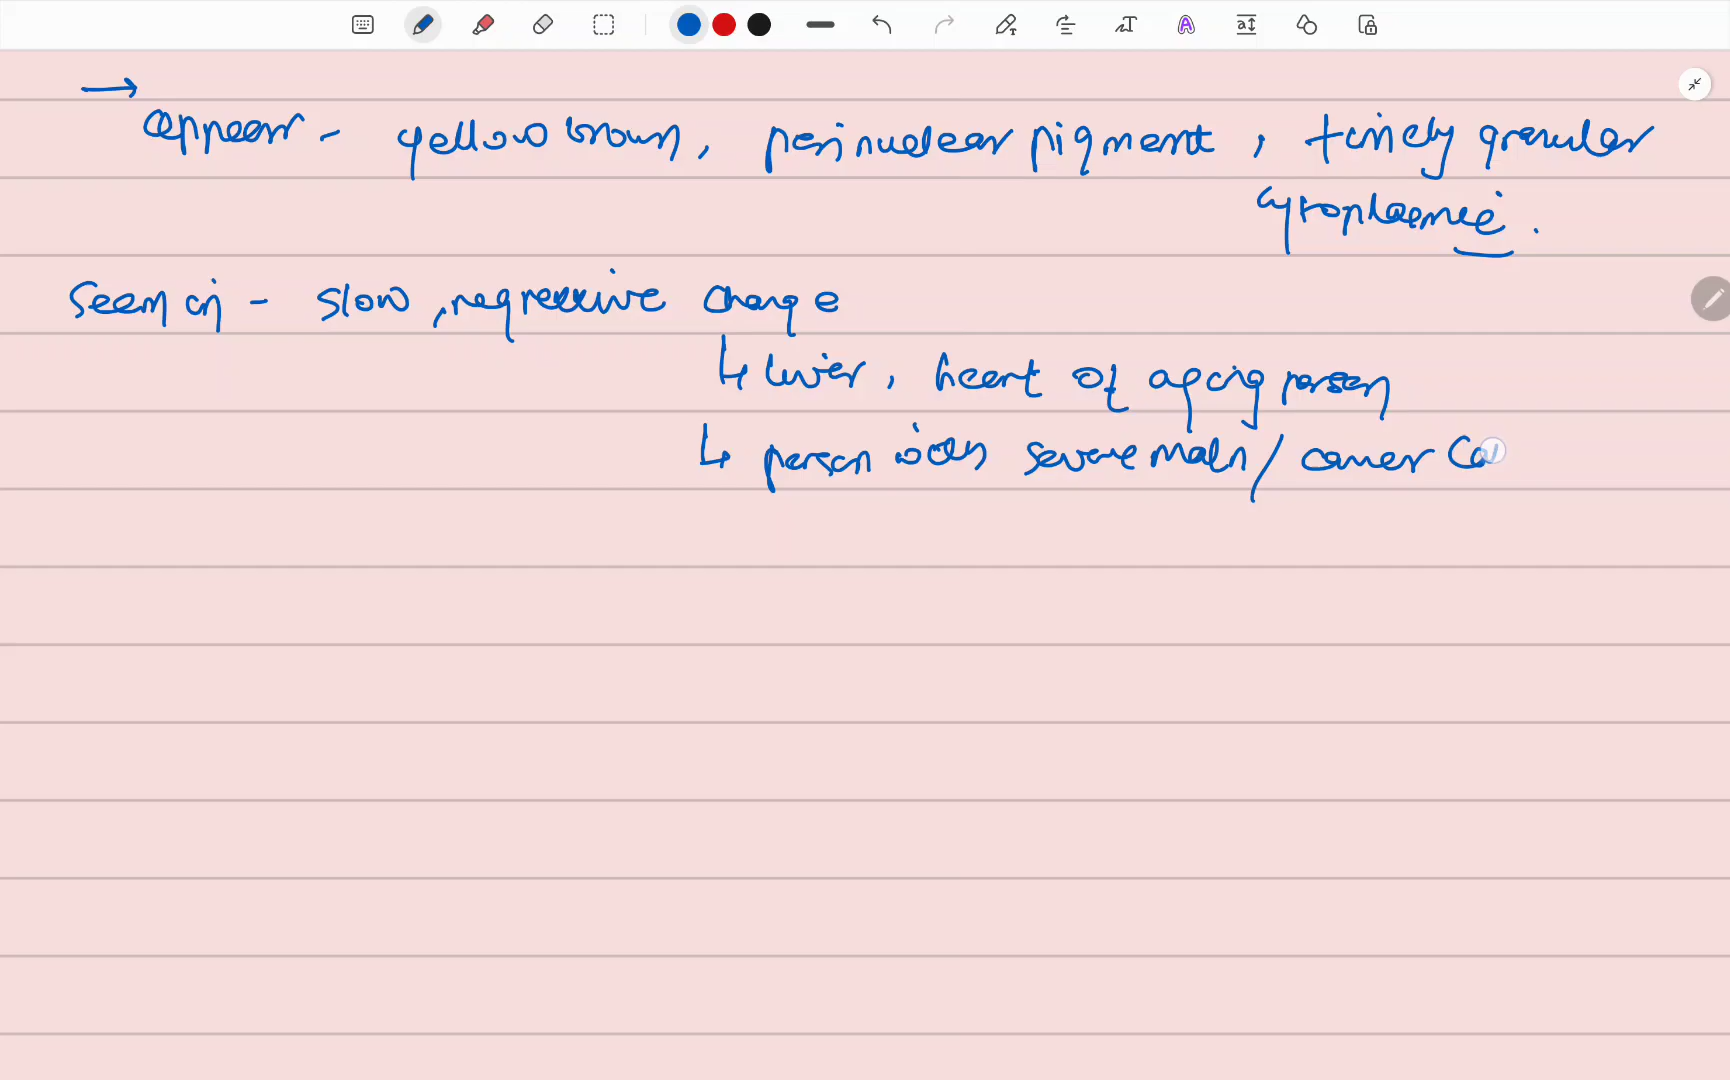 → Appear - yellow brown, perinuclear pigment, finely granular
cytoplasmic.
Seen in - slow, regressive change
↳ liver, heart of aging person
↳ person with severe maln/cancer Ca